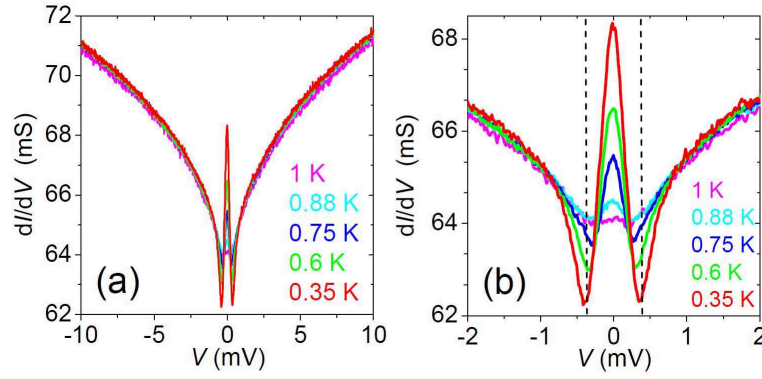 72
70
68
66
64
62
dI/dV (mS)
1 K
0.88 K
0.75 K
0.6 K
0.35 K
(a)
-10 -5 0 5 10
V (mV)
68
66
64
62
dI/dV (mS)
1 K
0.88 K
0.75 K
0.6 K
0.35 K
(b)
-2 -1 0 1 2
V (mV)